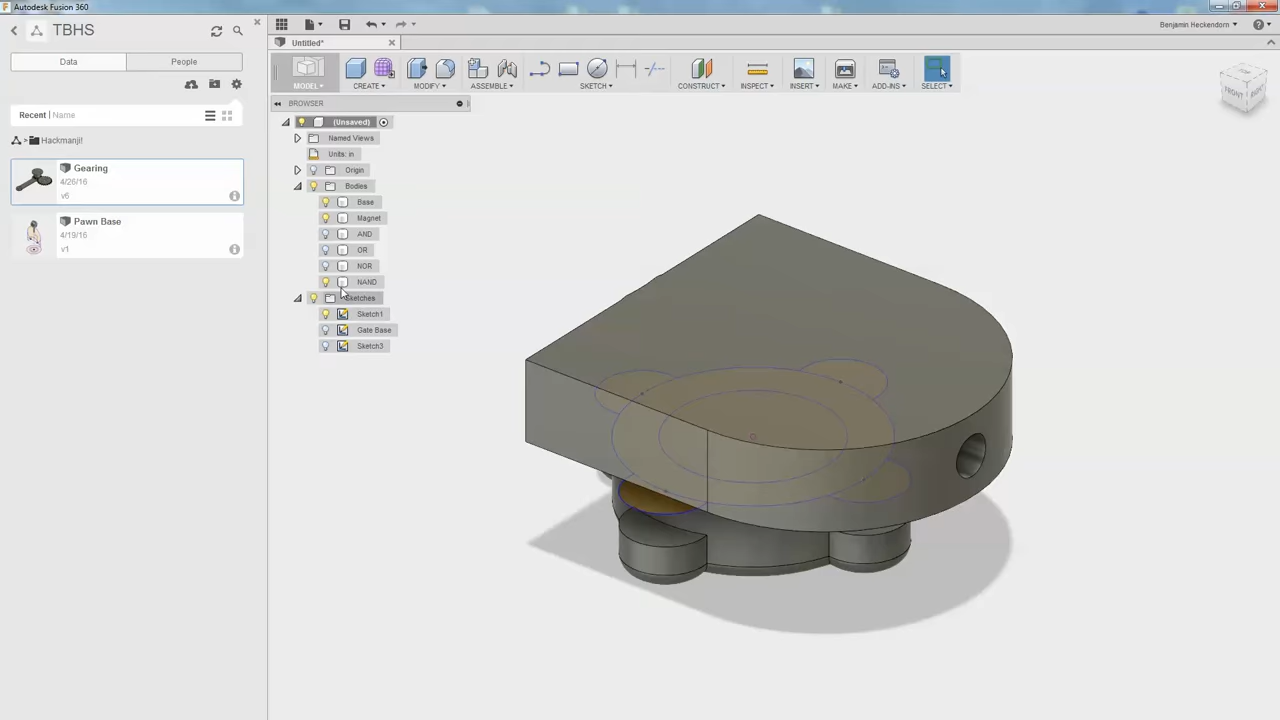 Autodesk Fusion 360
TBHS
Data
People
Recent | Name
> Hackmanji!
Gearing
4/26/16
v6
Pawn Base
4/19/16
v1
Benjamin Heckendorn
Untitled*
MODEL
CREATE
MODIFY
ASSEMBLE
SKETCH
CONSTRUCT
INSPECT
INSERT
MAKE
ADD-INS
SELECT
BROWSER
(Unsaved)
Named Views
Units: in
Origin
Bodies
Base
Magnet
AND
OR
NOR
NAND
Sketches
Sketch1
Gate Base
Sketch3
FRONT